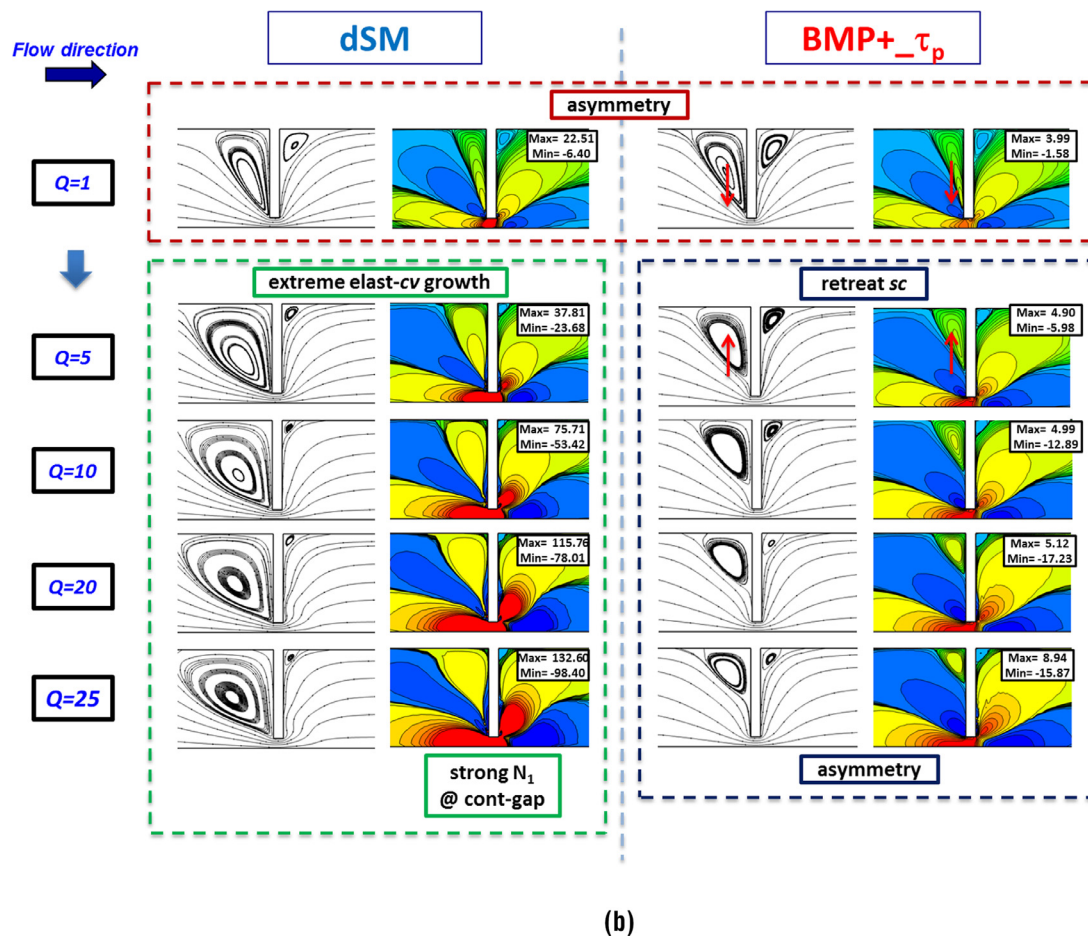 dSM
BMP+_τp
Flow direction
asymmetry
Q=1
Max= 22.51
Min= -6.40
Max= 3.99
Min= -1.58
extreme elast-cv growth
retreat sc
Q=5
Max= 37.81
Min= -23.68
Max= 4.90
Min= -5.98
Q=10
Max= 75.71
Min= -53.42
Max= 4.99
Min= -12.89
Q=20
Max= 115.76
Min= -78.01
Max= 5.12
Min= -17.23
Q=25
Max= 132.60
Min= -98.40
Max= 8.94
Min= -15.87
strong N1
@ cont-gap
asymmetry
(b)